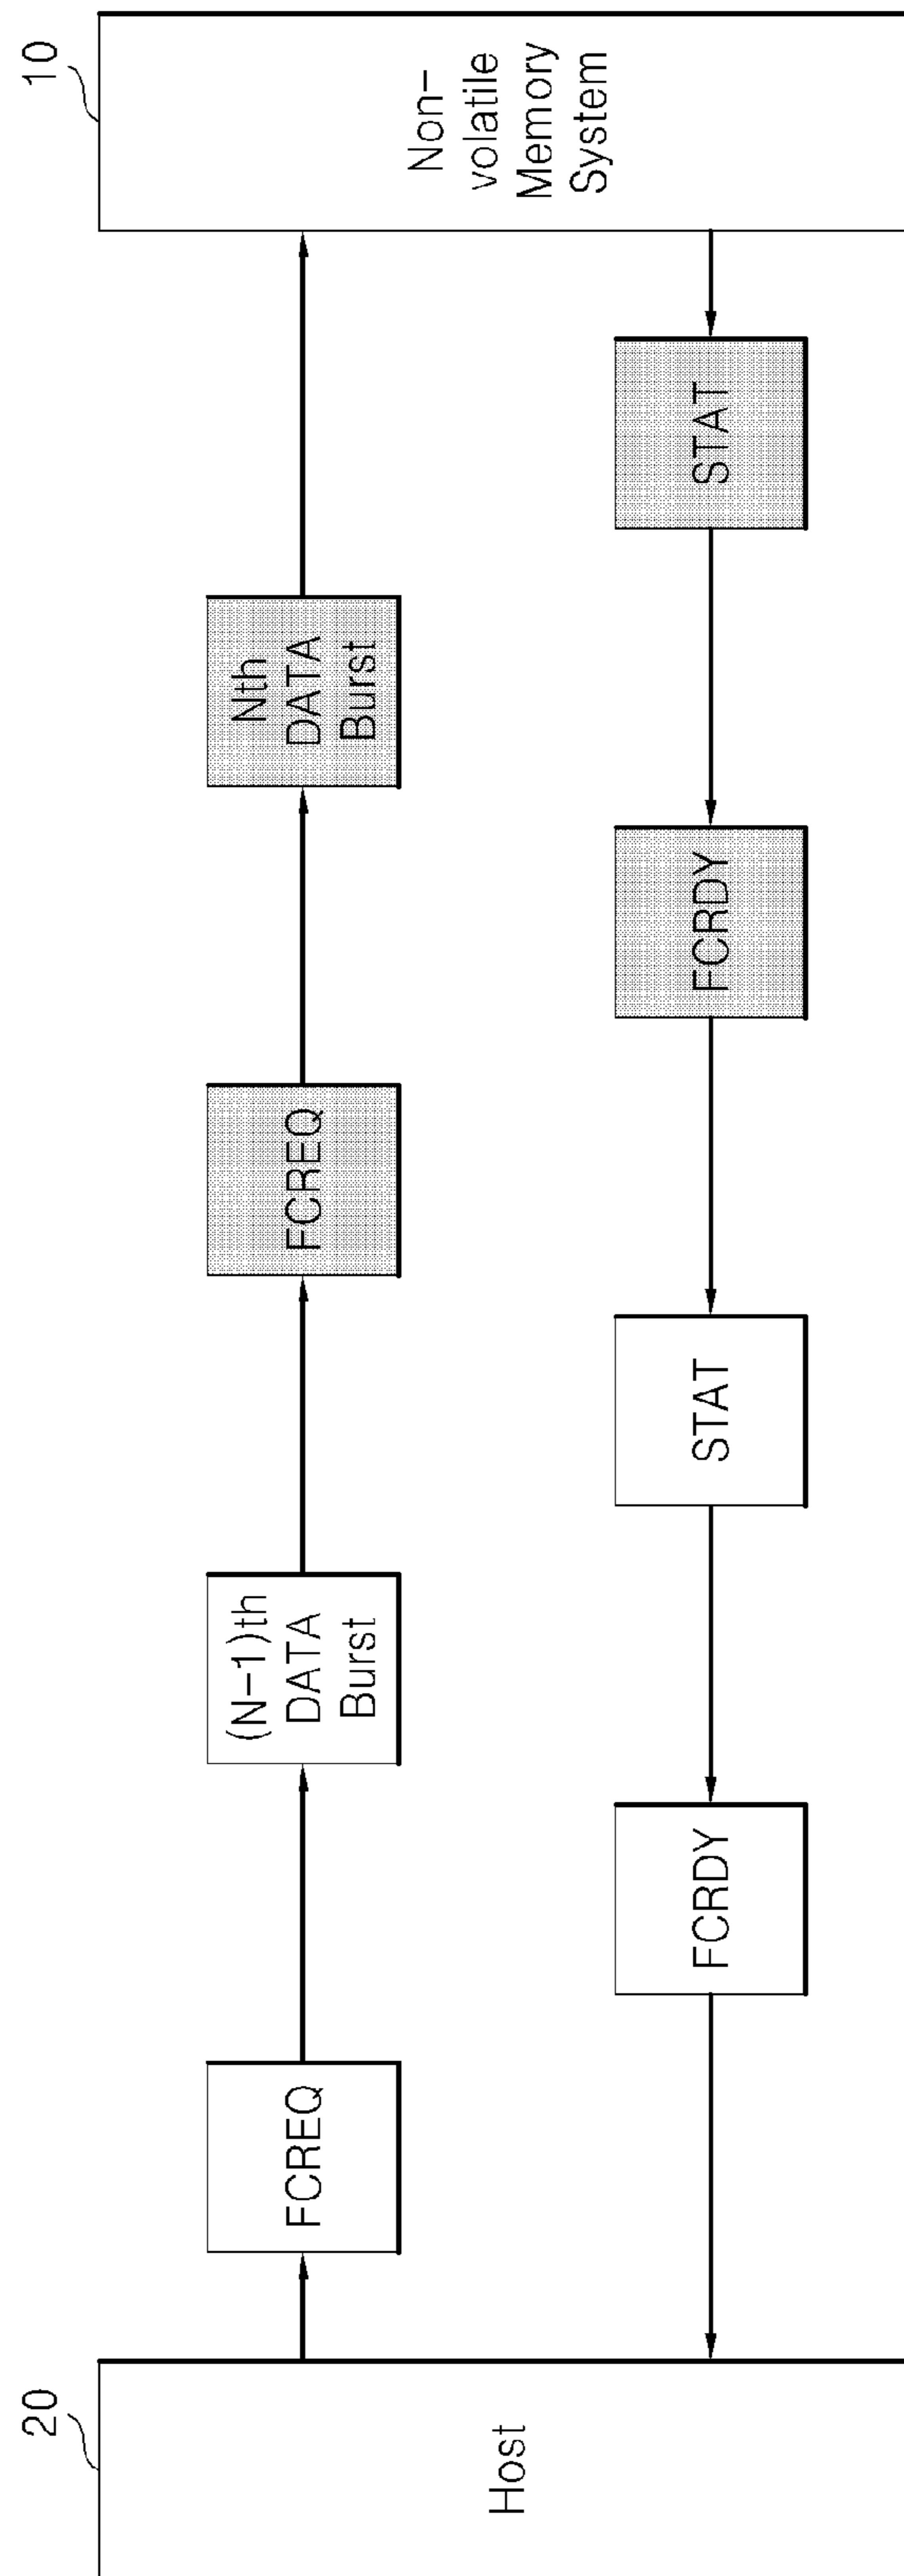 20
Host
FCREQ
(N-1)th
DATA
Burst
FCREQ
Nth
DATA
Burst
10
Non-
volatile
Memory
System
FCRDY
STAT
FCRDY
STAT